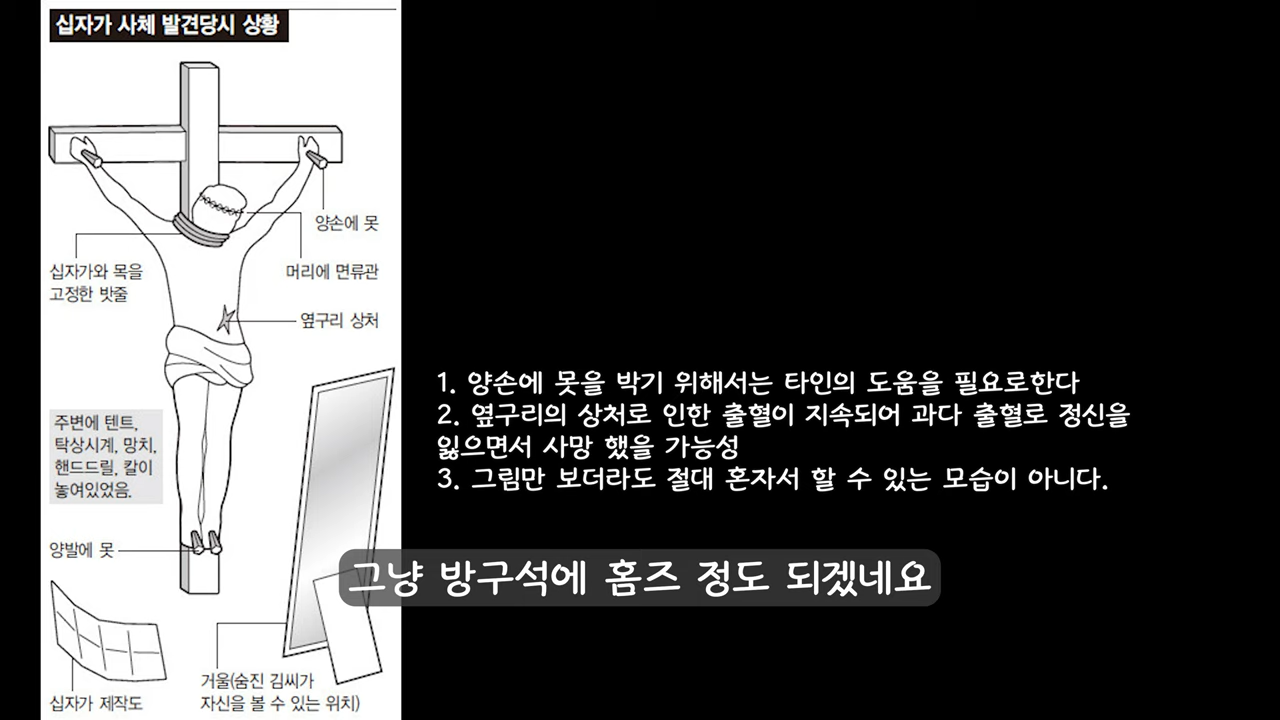 십자가 사체 발견당시 상황
양손에 못
십자가와 목을
고정한 밧줄
머리에 면류관
옆구리 상처
주변에 텐트,
탁상시계, 망치,
핸드드릴, 칼이
놓여있었음.
양발에 못
십자가 제작도
거울(숨진 김씨가
자신을 볼 수 있는 위치)
1. 양손에 못을 박기 위해서는 타인의 도움을 필요로한다
2. 옆구리의 상처로 인한 출혈이 지속되어 과다 출혈로 정신을
잃으면서 사망 했을 가능성
3. 그림만 보더라도 절대 혼자서 할 수 있는 모습이 아니다.
그냥 방구석에 홈즈 정도 되겠네요